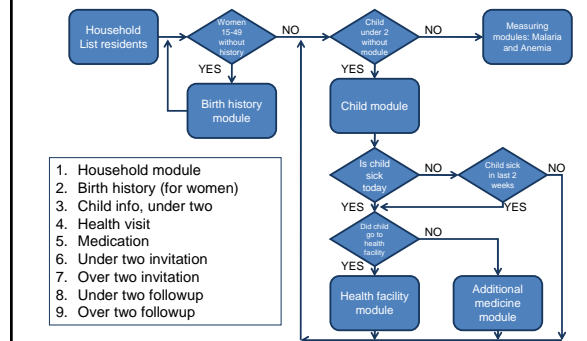 Household
List residents
Women
15-49
without
history
NO
Child
under 2
without
module
NO
Measuring
modules: Malaria
and Anemia
YES
YES
Birth history
module
Child module
1. Household module
2. Birth history (for women)
3. Child info, under two
4. Health visit
5. Medication
6. Under two invitation
7. Over two invitation
8. Under two followup
9. Over two followup
Is child
sick
today
NO
Child sick
in last 2
weeks
NO
YES
YES
Did child
go to
health
facility
NO
YES
Health facility
module
Additional
medicine
module